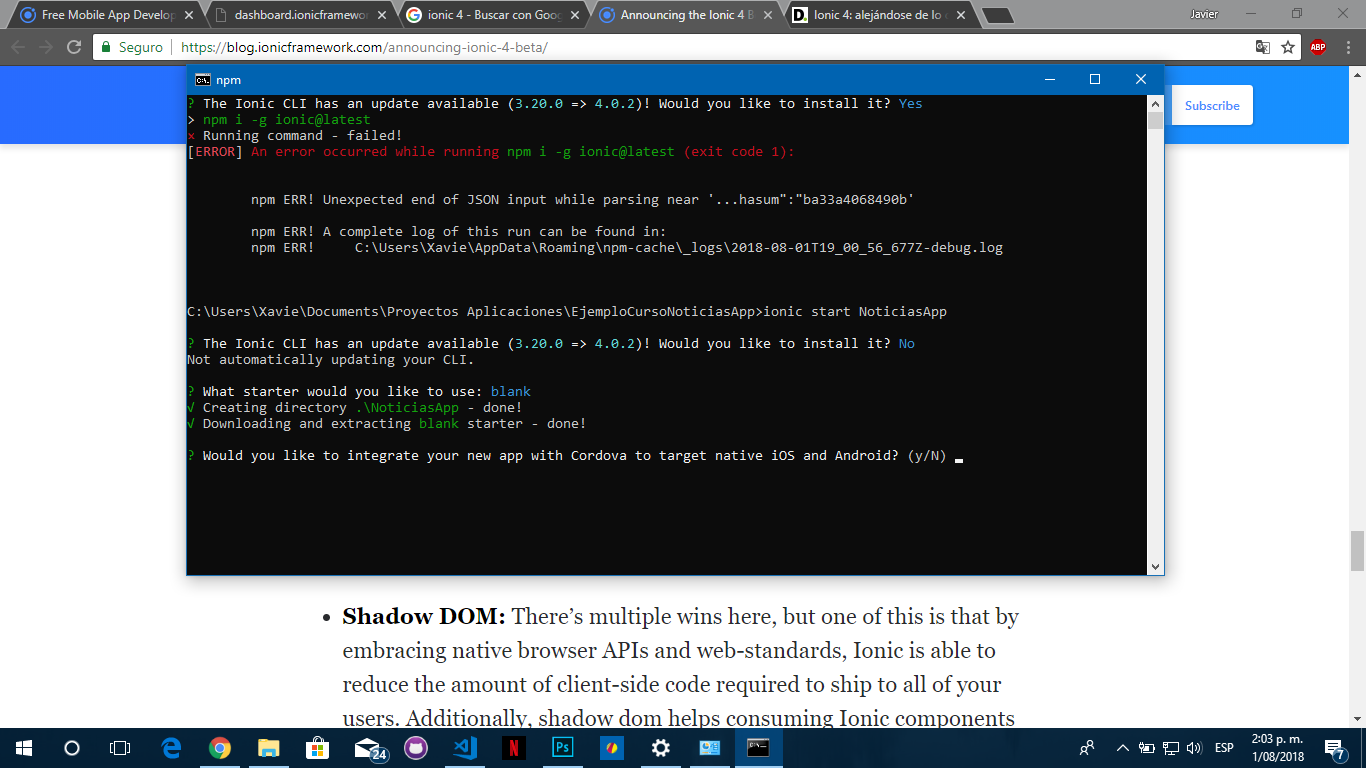 Free Mobile App Develop
dashboard.ionicframewor
ionic 4 - Buscar con Goog
Announcing the Ionic 4 B
Ionic 4: alejándose de lo
Javier
Seguro
https://blog.ionicframework.com/announcing-ionic-4-beta/
ABP
Subscribe
C:\. npm
? The Ionic CLI has an update available (3.20.0 => 4.0.2)! Would you like to install it? Yes
> npm i -g ionic@latest
× Running command - failed!
[ERROR] An error occurred while running npm i -g ionic@latest (exit code 1):
npm ERR! Unexpected end of JSON input while parsing near '...hasum":"ba33a4068490b'
npm ERR! A complete log of this run can be found in:
npm ERR!     C:\Users\Xavie\AppData\Roaming\npm-cache\_logs\2018-08-01T19_00_56_677Z-debug.log
C:\Users\Xavie\Documents\Proyectos Aplicaciones\EjemploCursoNoticiasApp>ionic start NoticiasApp
? The Ionic CLI has an update available (3.20.0 => 4.0.2)! Would you like to install it? No
Not automatically updating your CLI.
? What starter would you like to use: blank
√ Creating directory .\NoticiasApp - done!
√ Downloading and extracting blank starter - done!
? Would you like to integrate your new app with Cordova to target native iOS and Android? (y/N)
• Shadow DOM: There’s multiple wins here, but one of this is that by
embracing native browser APIs and web-standards, Ionic is able to
reduce the amount of client-side code required to ship to all of your
users. Additionally, shadow dom helps consuming Ionic components
24
N
Ps
ESP
2:03 p. m.
1/08/2018
7